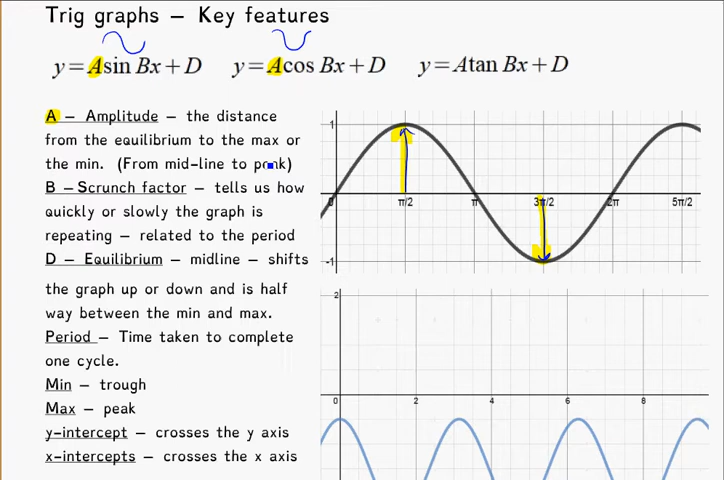 Trig graphs – Key features
y = Asin Bx + D   y = Acos Bx + D   y = Atan Bx + D
A – Amplitude – the distance
from the equilibrium to the max or
the min. (From mid-line to peak)
B – Scrunch factor – tells us how
quickly or slowly the graph is
repeating – related to the period
D – Equilibrium – midline – shifts
the graph up or down and is half
way between the min and max.
Period – Time taken to complete
one cycle.
Min – trough
Max – peak
y-intercept – crosses the y axis
x-intercepts – crosses the x axis
1
0 π/2 π 3π/2 2π 5π/2
-1
2
0 2 4 6 8